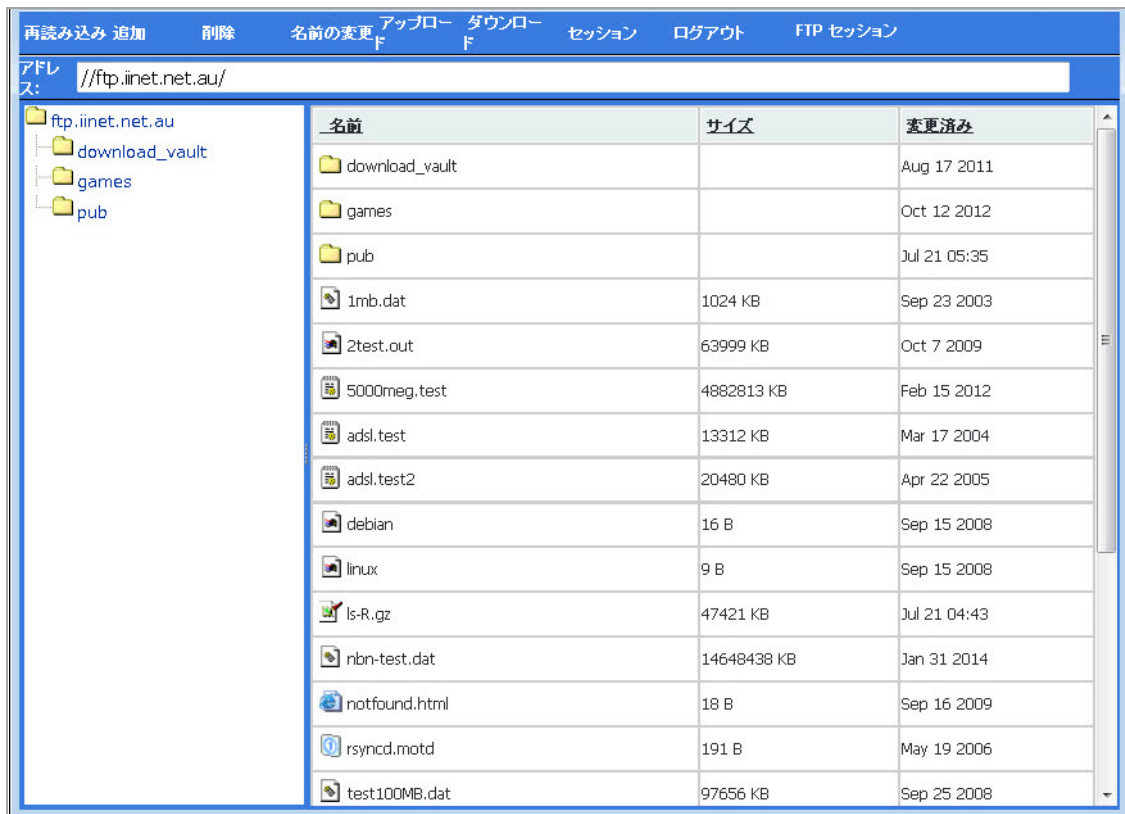 再読み込み 追加 削除 名前の変更 アップロード ダウンロード セッション ログアウト FTP セッション
アドレス: //ftp.iinet.net.au/
ftp.iinet.net.au
download_vault
games
pub
名前 サイズ 変更済み
download_vault Aug 17 2011
games Oct 12 2012
pub Jul 21 05:35
1mb.dat 1024 KB Sep 23 2003
2test.out 63999 KB Oct 7 2009
5000meg.test 4882813 KB Feb 15 2012
adsl.test 13312 KB Mar 17 2004
adsl.test2 20480 KB Apr 22 2005
debian 16 B Sep 15 2008
linux 9 B Sep 15 2008
ls-R.gz 47421 KB Jul 21 04:43
nbn-test.dat 14648438 KB Jan 31 2014
notfound.html 18 B Sep 16 2009
rsyncd.motd 191 B May 19 2006
test100MB.dat 97656 KB Sep 25 2008